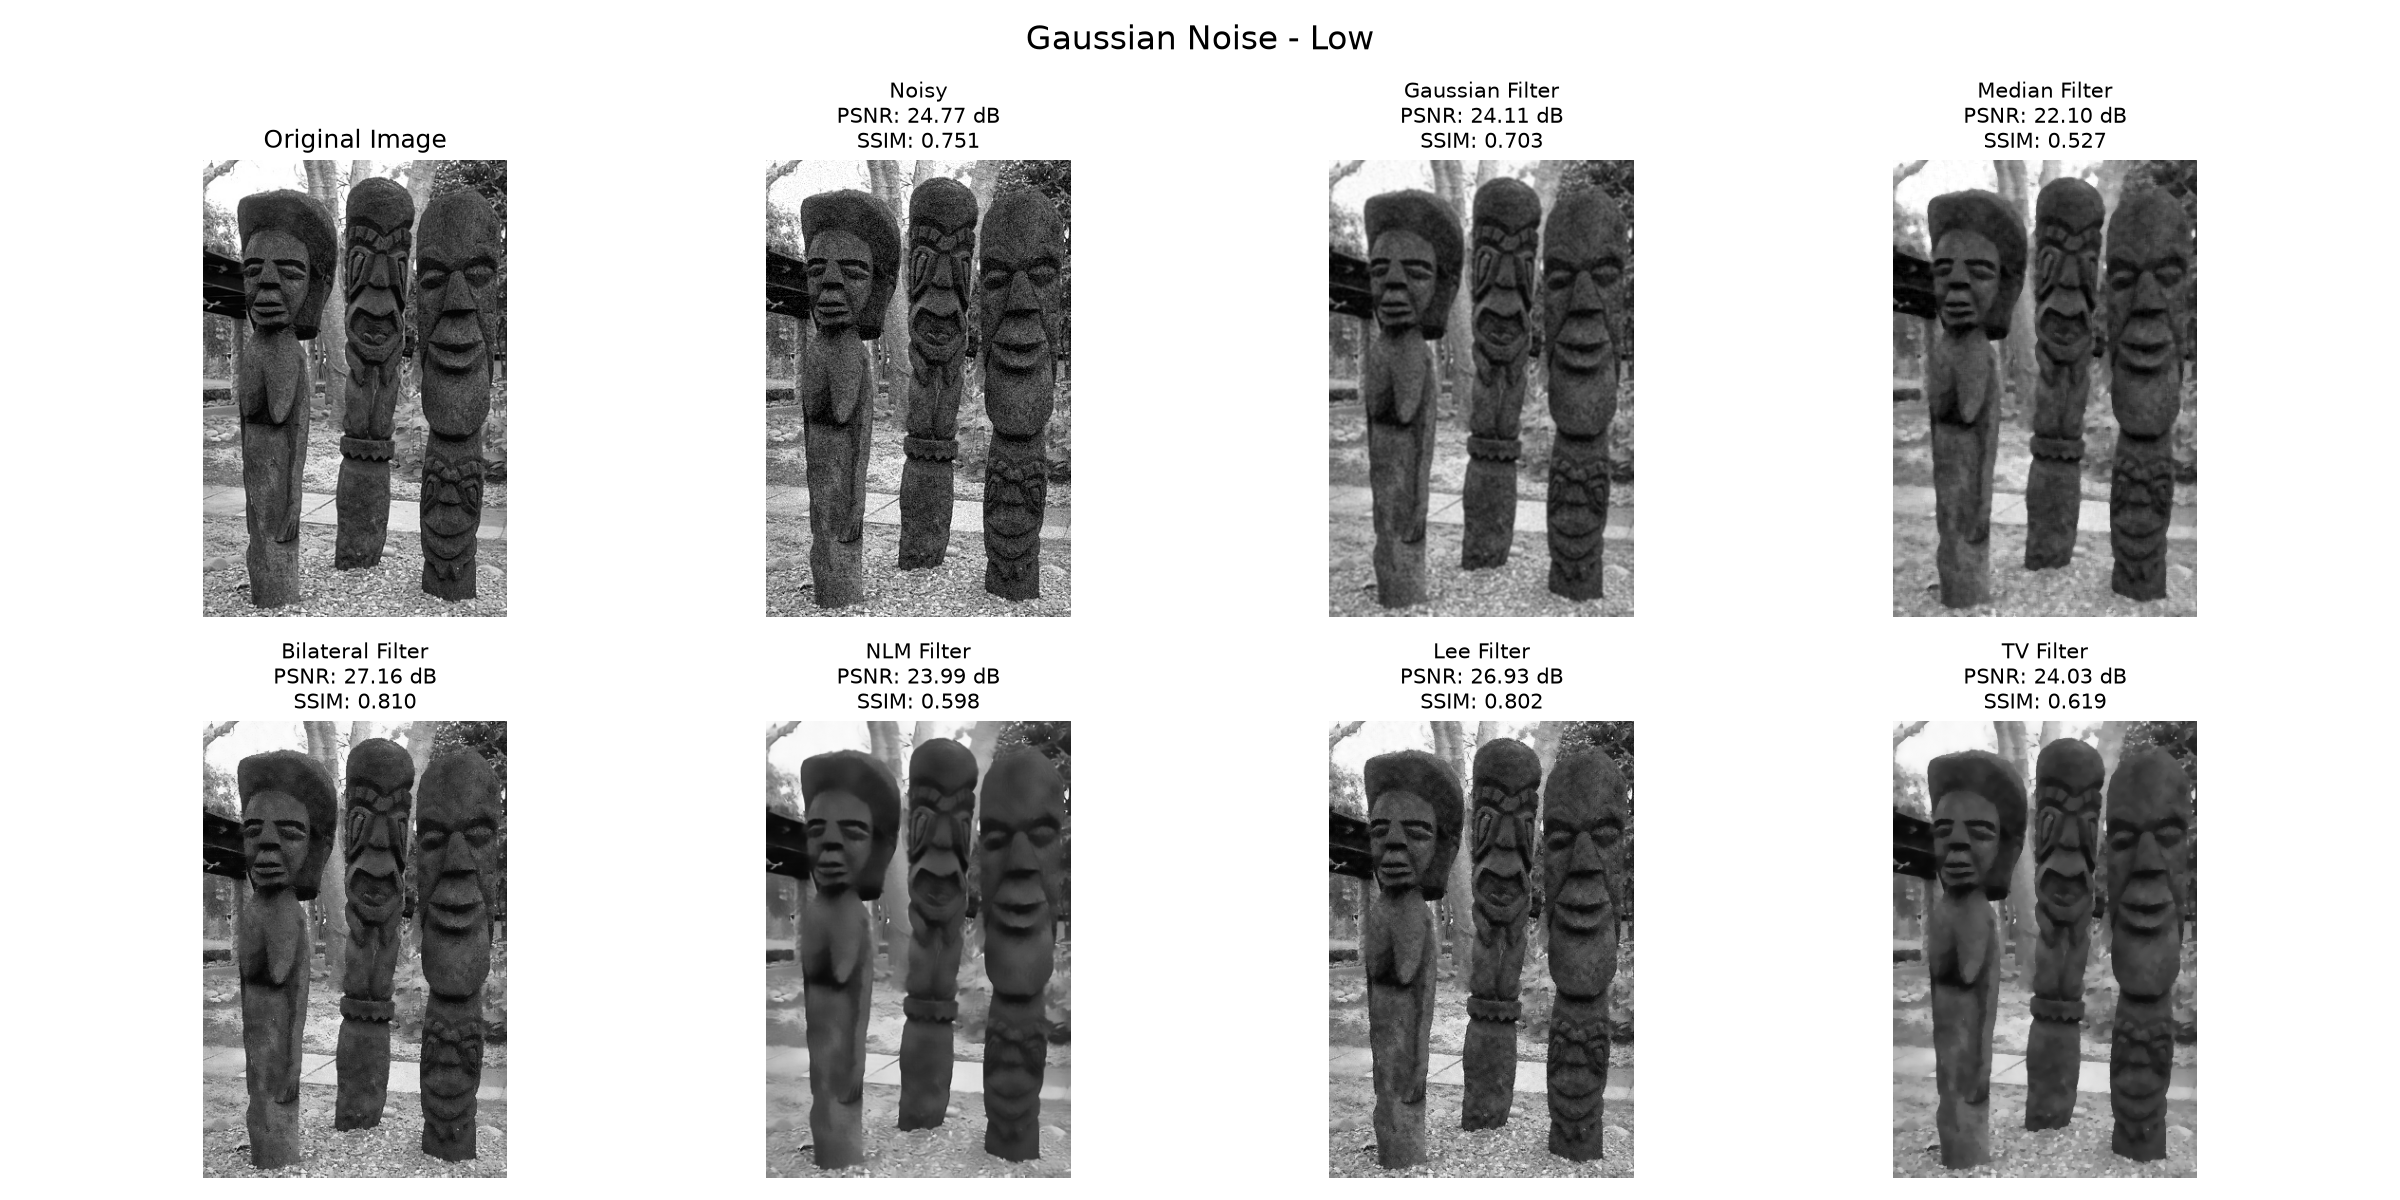 Gaussian Noise - Low
Original Image
Noisy
PSNR: 24.77 dB
SSIM: 0.751
Gaussian Filter
PSNR: 24.11 dB
SSIM: 0.703
Median Filter
PSNR: 22.10 dB
SSIM: 0.527
Bilateral Filter
PSNR: 27.16 dB
SSIM: 0.810
NLM Filter
PSNR: 23.99 dB
SSIM: 0.598
Lee Filter
PSNR: 26.93 dB
SSIM: 0.802
TV Filter
PSNR: 24.03 dB
SSIM: 0.619